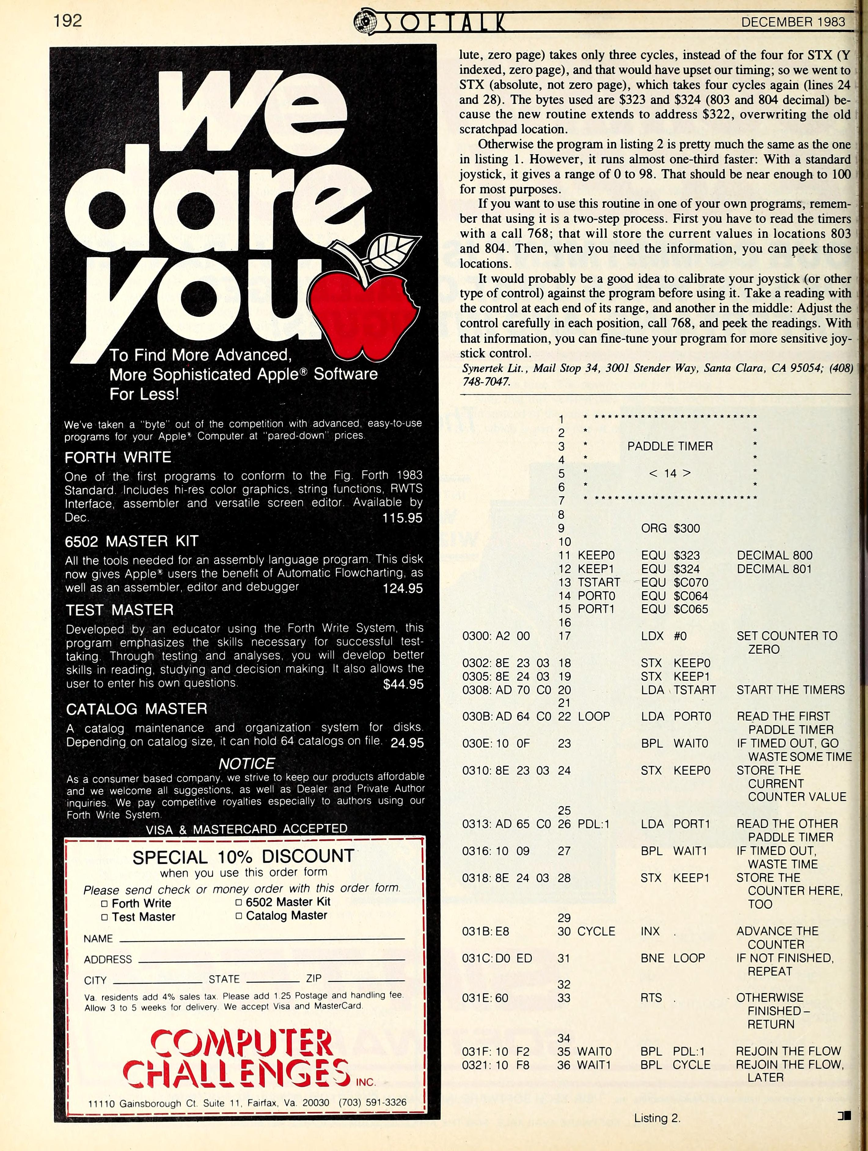 192
SOFTALK
DECEMBER 1983
we
dare
you
To Find More Advanced,
More Sophisticated Apple® Software
For Less!
We've taken a "byte" out of the competition with advanced, easy-to-use
programs for your Apple® Computer at "pared-down" prices.
FORTH WRITE
One of the first programs to conform to the Fig. Forth 1983
Standard. Includes hi-res color graphics, string functions, RWTS
Interface, assembler and versatile screen editor. Available by
Dec. 115.95
6502 MASTER KIT
All the tools needed for an assembly language program. This disk
now gives Apple® users the benefit of Automatic Flowcharting, as
well as an assembler, editor and debugger 124.95
TEST MASTER
Developed by an educator using the Forth Write System, this
program emphasizes the skills necessary for successful test-
taking. Through testing and analyses, you will develop better
skills in reading, studying and decision making. It also allows the
user to enter his own questions. $44.95
CATALOG MASTER
A catalog maintenance and organization system for disks.
Depending on catalog size, it can hold 64 catalogs on file. 24.95
NOTICE
As a consumer based company, we strive to keep our products affordable
and we welcome all suggestions, as well as Dealer and Private Author
inquiries. We pay competitive royalties especially to authors using our
Forth Write System.
VISA & MASTERCARD ACCEPTED
SPECIAL 10% DISCOUNT
when you use this order form
Please send check or money order with this order form.
□ Forth Write □ 6502 Master Kit
□ Test Master □ Catalog Master
NAME
ADDRESS
CITY STATE ZIP
Va. residents add 4% sales tax. Please add 1.25 Postage and handling fee.
Allow 3 to 5 weeks for delivery. We accept Visa and MasterCard.
COMPUTER
CHALLENGES INC.
11110 Gainsborough Ct. Suite 11, Fairfax, Va. 20030 (703) 591-3326
lute, zero page) takes only three cycles, instead of the four for STX (Y
indexed, zero page), and that would have upset our timing; so we went to
STX (absolute, not zero page), which takes four cycles again (lines 24
and 28). The bytes used are $323 and $324 (803 and 804 decimal) be-
cause the new routine extends to address $322, overwriting the old
scratchpad location.
Otherwise the program in listing 2 is pretty much the same as the one
in listing 1. However, it runs almost one-third faster: With a standard
joystick, it gives a range of 0 to 98. That should be near enough to 100
for most purposes.
If you want to use this routine in one of your own programs, remem-
ber that using it is a two-step process. First you have to read the timers
with a call 768; that will store the current values in locations 803
and 804. Then, when you need the information, you can peek those
locations.
It would probably be a good idea to calibrate your joystick (or other
type of control) against the program before using it. Take a reading with
the control at each end of its range, and another in the middle: Adjust the
control carefully in each position, call 768, and peek the readings. With
that information, you can fine-tune your program for more sensitive joy-
stick control.
Synertek Lit., Mail Stop 34, 3001 Stender Way, Santa Clara, CA 95054; (408)
748-7047.
1 * *************************
2 * *
3 * PADDLE TIMER *
4 * *
5 * < 14 > *
6 * *
7 * *************************
8
9 ORG $300
10
11 KEEP0 EQU $323 DECIMAL 800
12 KEEP1 EQU $324 DECIMAL 801
13 TSTART EQU $C070
14 PORT0 EQU $C064
15 PORT1 EQU $C065
16
0300: A2 00 17 LDX #0 SET COUNTER TO
ZERO
0302: 8E 23 03 18 STX KEEP0
0305: 8E 24 03 19 STX KEEP1
0308: AD 70 C0 20 LDA TSTART START THE TIMERS
21
030B: AD 64 C0 22 LOOP LDA PORT0 READ THE FIRST
PADDLE TIMER
030E: 10 0F 23 BPL WAIT0 IF TIMED OUT, GO
WASTE SOME TIME
0310: 8E 23 03 24 STX KEEP0 STORE THE
CURRENT
COUNTER VALUE
25
0313: AD 65 C0 26 PDL:1 LDA PORT1 READ THE OTHER
PADDLE TIMER
0316: 10 09 27 BPL WAIT1 IF TIMED OUT,
WASTE TIME
0318: 8E 24 03 28 STX KEEP1 STORE THE
COUNTER HERE,
TOO
29
031B: E8 30 CYCLE INX . ADVANCE THE
COUNTER
031C: D0 ED 31 BNE LOOP IF NOT FINISHED,
REPEAT
32
031E: 60 33 RTS . OTHERWISE
FINISHED–
RETURN
34
031F: 10 F2 35 WAIT0 BPL PDL:1 REJOIN THE FLOW
0321: 10 F8 36 WAIT1 BPL CYCLE REJOIN THE FLOW,
LATER
Listing 2.